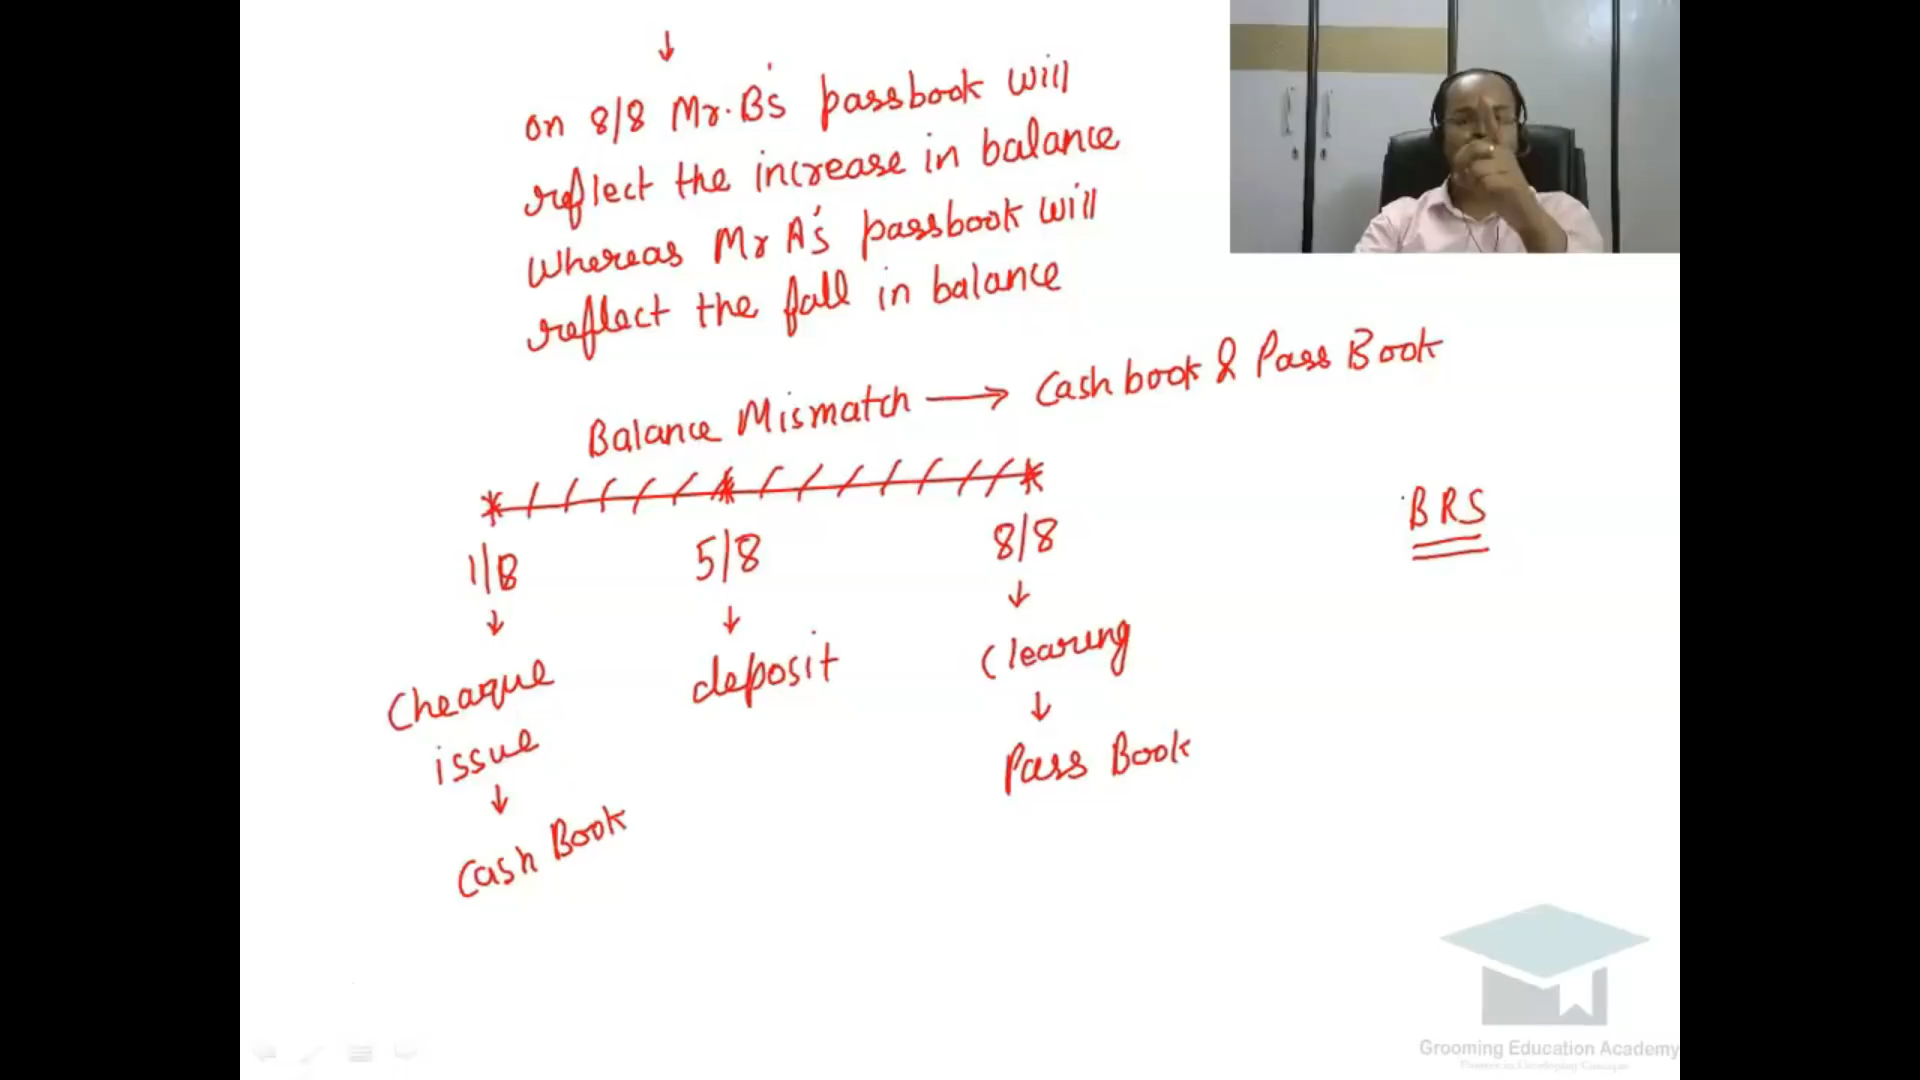 on 8/8 Mr. B's passbook will
reflect the increase in balance
whereas Mr A's passbook will
reflect the fall in balance
Balance Mismatch → Cash book & Pass Book
1/8 5/8 8/8
BRS
Cheaque deposit Clearing
issue Pass Book
Cash Book
Grooming Education Academy